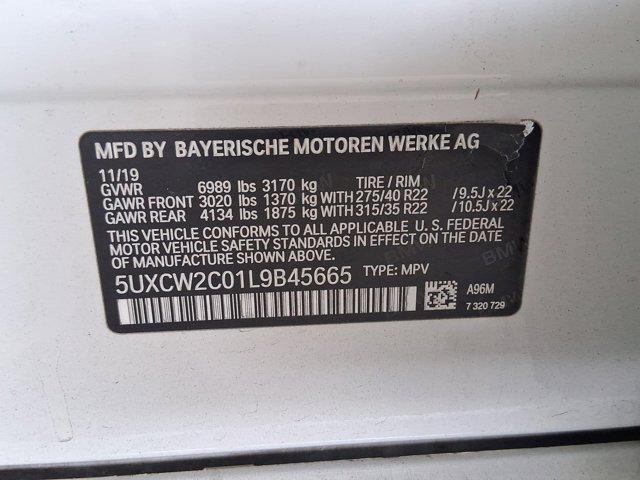 MFD BY BAYERISCHE MOTOREN WERKE AG
11/19
GVWR 6989 lbs 3170 kg TIRE / RIM
GAWR FRONT 3020 lbs 1370 kg WITH 275/40 R22 / 9.5J x 22
GAWR REAR 4134 lbs 1875 kg WITH 315/35 R22 / 10.5J x 22
THIS VEHICLE CONFORMS TO ALL APPLICABLE U. S. FEDERAL
MOTOR VEHICLE SAFETY STANDARDS IN EFFECT ON THE DATE
OF MANUFACTURE SHOWN ABOVE.
5UXCW2C01L9B45665 TYPE: MPV
A96M
7 320 729